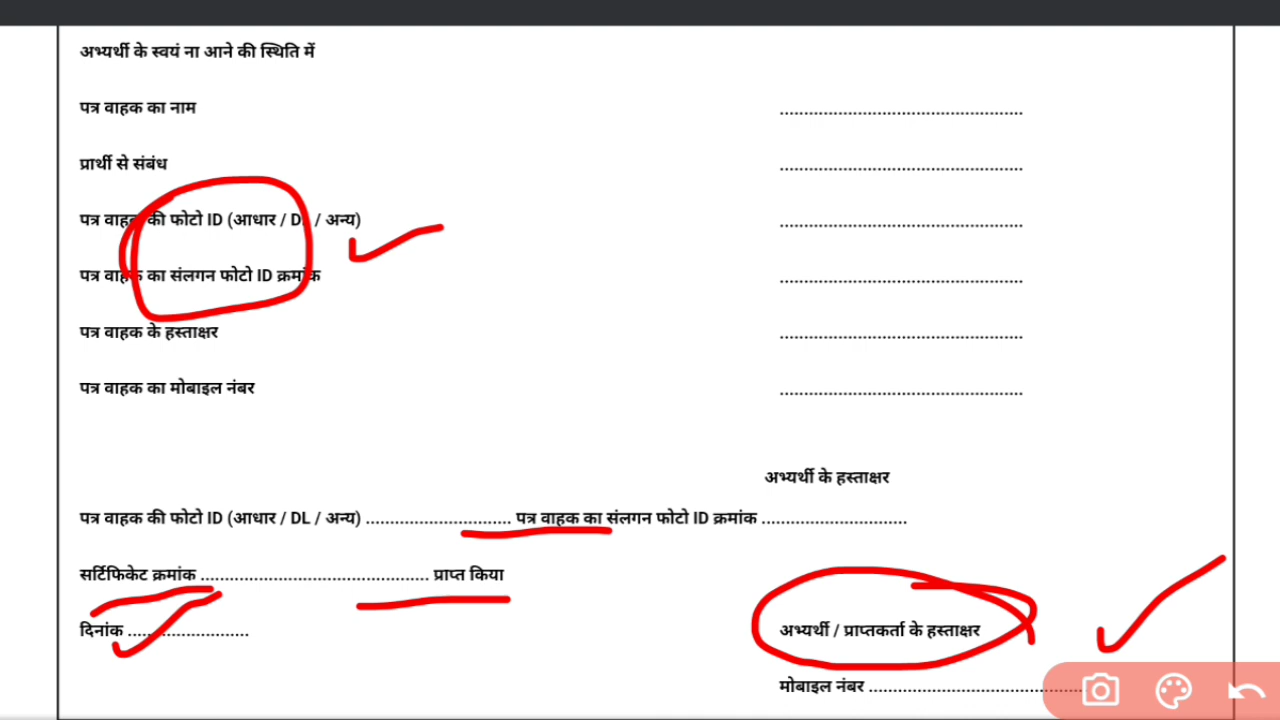 अभ्यर्थी के स्वयं ना आने की स्थिति में
पत्र वाहक का नाम ..................................................
प्रार्थी से संबंध ..................................................
पत्र वाहक की फोटो ID (आधार / DL / अन्य) ..................................................
पत्र वाहक का संलगन फोटो ID क्रमांक ..................................................
पत्र वाहक के हस्ताक्षर ..................................................
पत्र वाहक का मोबाइल नंबर ..................................................
अभ्यर्थी के हस्ताक्षर
पत्र वाहक की फोटो ID (आधार / DL / अन्य) .............................. पत्र वाहक का संलगन फोटो ID क्रमांक ..............................
सर्टिफिकेट क्रमांक ............................................... प्राप्त किया
दिनांक .........................
अभ्यर्थी / प्राप्तकर्ता के हस्ताक्षर
मोबाइल नंबर .............................................